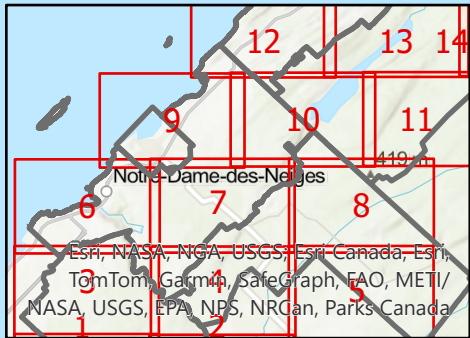 12
13
14
9
10
11
419 m
Notre-Dame-des-Neiges
6
7
8
Esri, NASA, NGA, USGS, Esri Canada, Esri,
3
4
5
TomTom, Garmin, SafeGraph, FAO, METI/
NASA, USGS, EPA, NPS, NRCan, Parks Canada
1
2